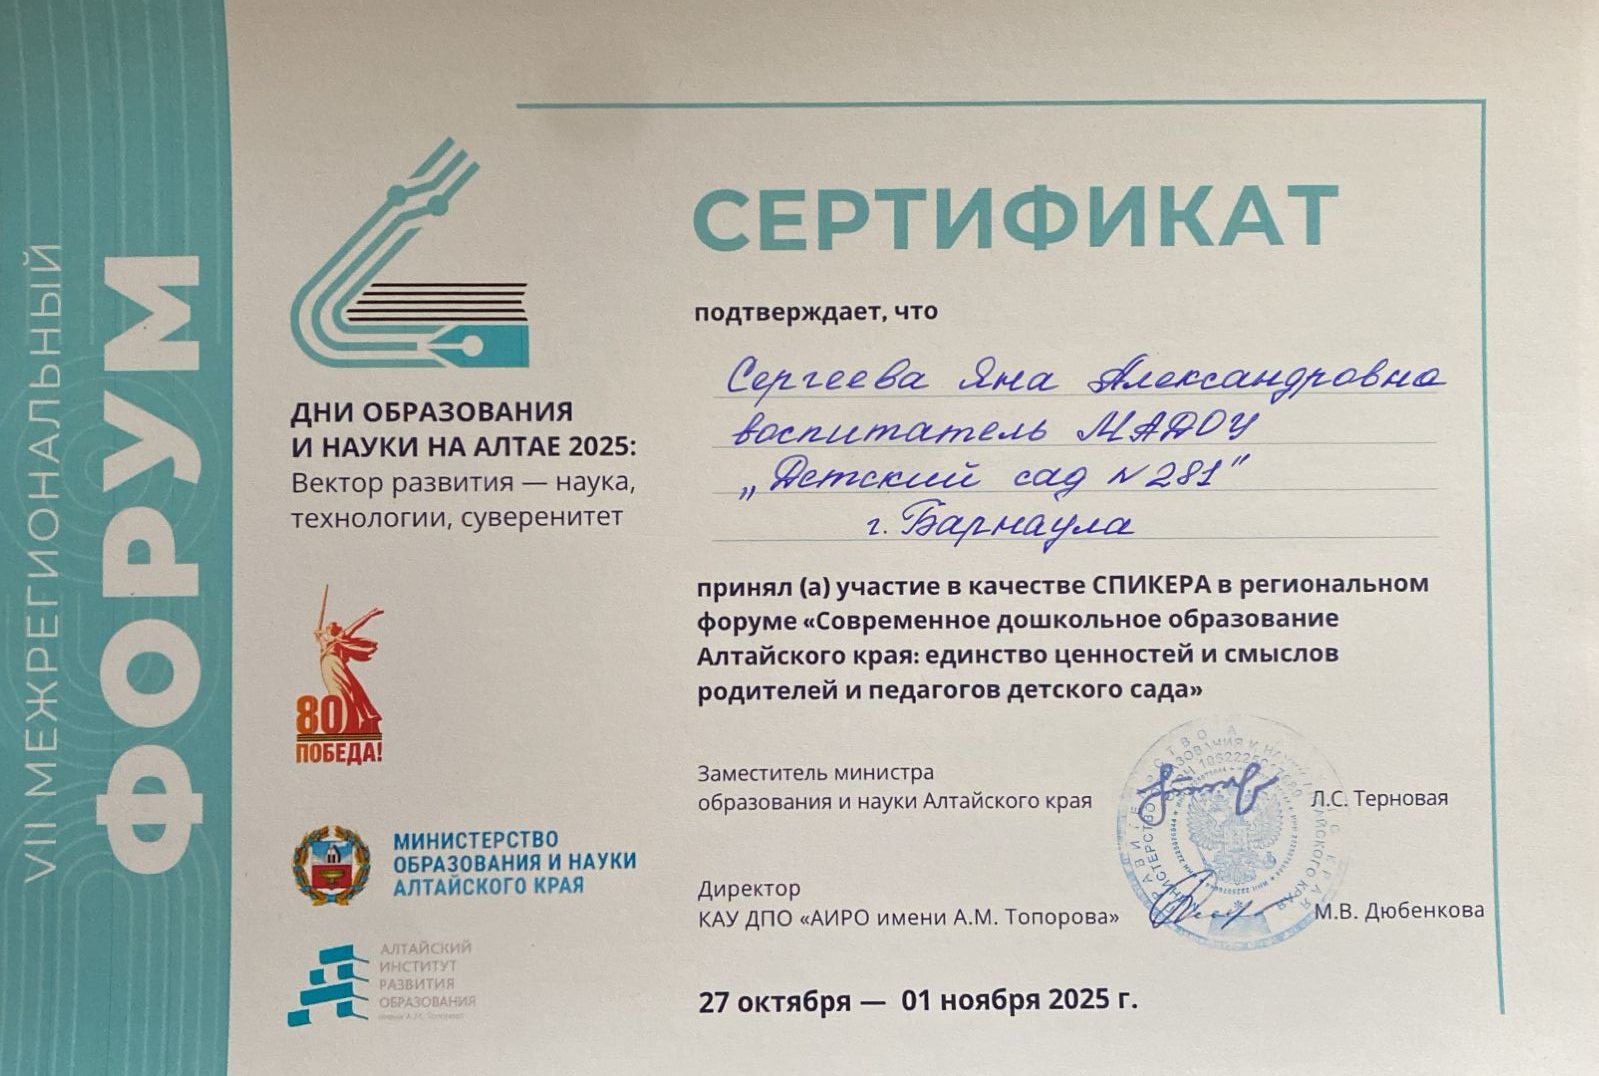 VII МЕЖРЕГИОНАЛЬНЫЙ
ФОРУМ
ДНИ ОБРАЗОВАНИЯ
И НАУКИ НА АЛТАЕ 2025:
Вектор развития — наука,
технологии, суверенитет
80
ПОБЕДА!
МИНИСТЕРСТВО
ОБРАЗОВАНИЯ И НАУКИ
АЛТАЙСКОГО КРАЯ
АЛТАЙСКИЙ
ИНСТИТУТ
РАЗВИТИЯ
ОБРАЗОВАНИЯ
имени А.М. Топорова
СЕРТИФИКАТ
подтверждает, что
Сергеева Яна Александровна
воспитатель МАДОУ
„Детский сад №281"
г. Барнаула
принял (а) участие в качестве СПИКЕРА в региональном
форуме «Современное дошкольное образование
Алтайского края: единство ценностей и смыслов
родителей и педагогов детского сада»
Заместитель министра
образования и науки Алтайского края
Л.С. Терновая
Директор
КАУ ДПО «АИРО имени А.М. Топорова»
М.В. Дюбенкова
27 октября — 01 ноября 2025 г.